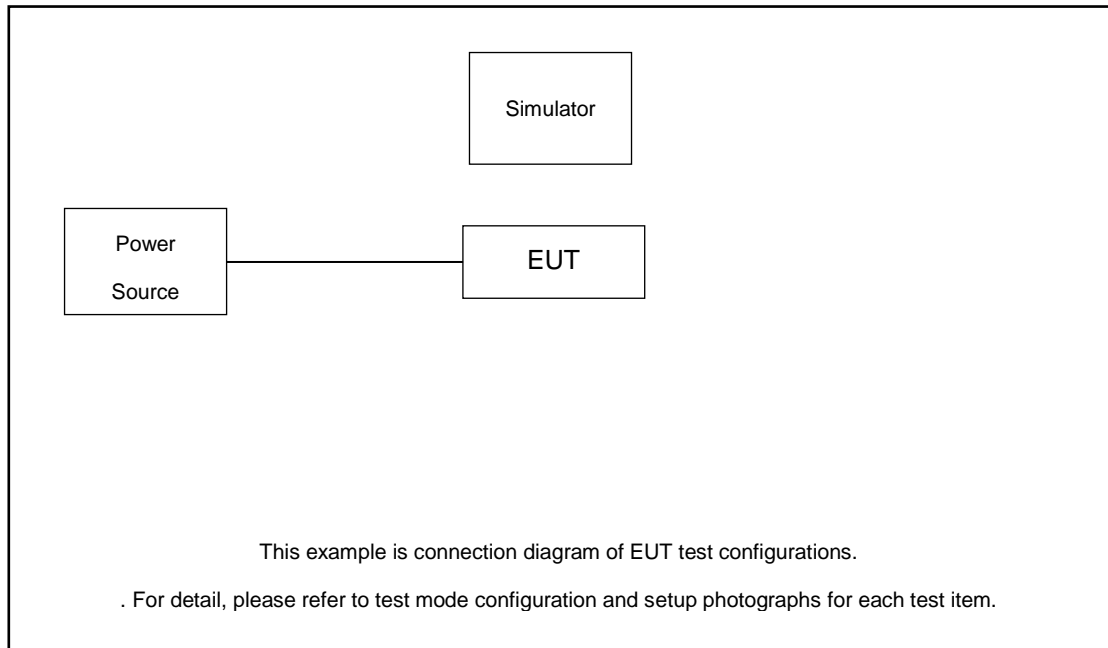 Simulator
Power
Source
EUT
This example is connection diagram of EUT test configurations.
. For detail, please refer to test mode configuration and setup photographs for each test item.